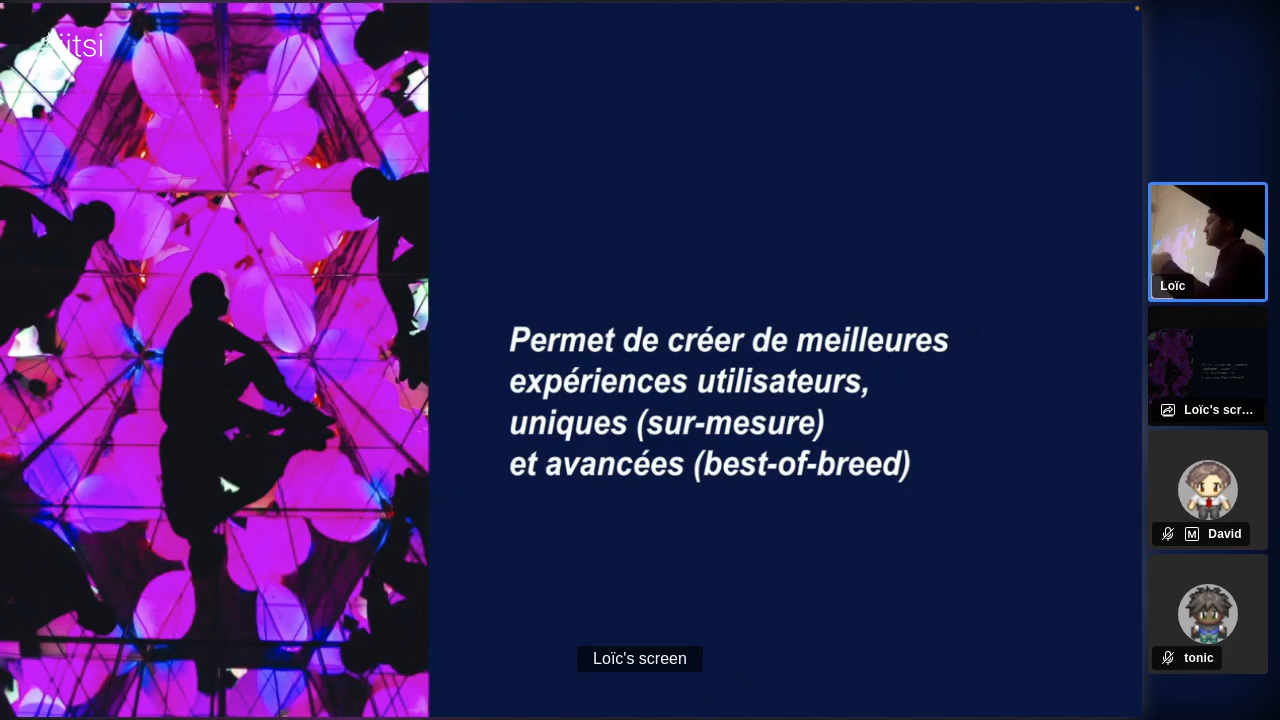 jitsi
Permet de créer de meilleures
expériences utilisateurs,
uniques (sur-mesure)
et avancées (best-of-breed)
Loïc's screen
Loïc
Loïc's scr…
M David
tonic